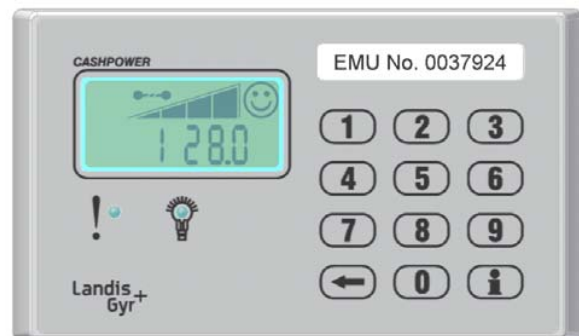 CASHPOWER
EMU No. 0037924
128.0
1 2 3
4 5 6
7 8 9
0 i
Landis
Gyr+